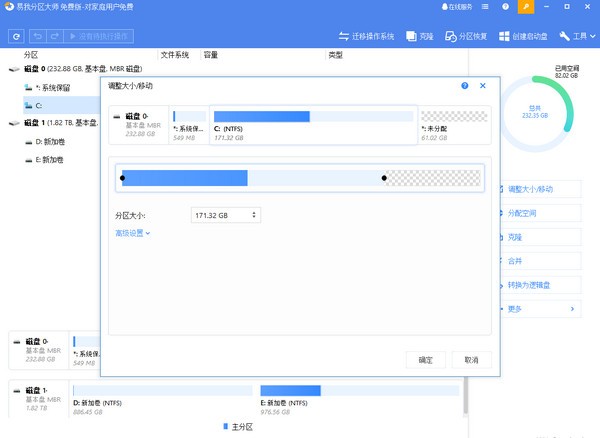 易我分区大师 免费版-对家庭用户免费
在线服务
没有待执行操作
迁移操作系统
克隆
分区恢复
创建启动盘
工具
分区
文件系统
容量
类型
磁盘 0 (232.88 GB, 基本盘, MBR 磁盘)
*: 系统保留
C:
磁盘 1 (1.82 TB, 基本盘,
D: 新加卷
E: 新加卷
调整大小/移动
磁盘 0-
基本盘 MBR
232.88 GB
*: 系统保...
549 MB
C: (NTFS)
171.32 GB
*: 未分配
61.02 GB
分区大小:
171.32 GB
高级设置
确定
取消
已用空间
82.02 GB
总共
232.35 GB
调整大小/移动
分配空间
克隆
合并
转换为逻辑盘
更多
磁盘 0-
基本盘 MBR
232.88 GB
*: 系统保
549 MB
磁盘 1-
基本盘 MBR
1.82 TB
D: 新加卷 (NTFS)
886.45 GB
E: 新加卷 (NTFS)
976.56 GB
主分区